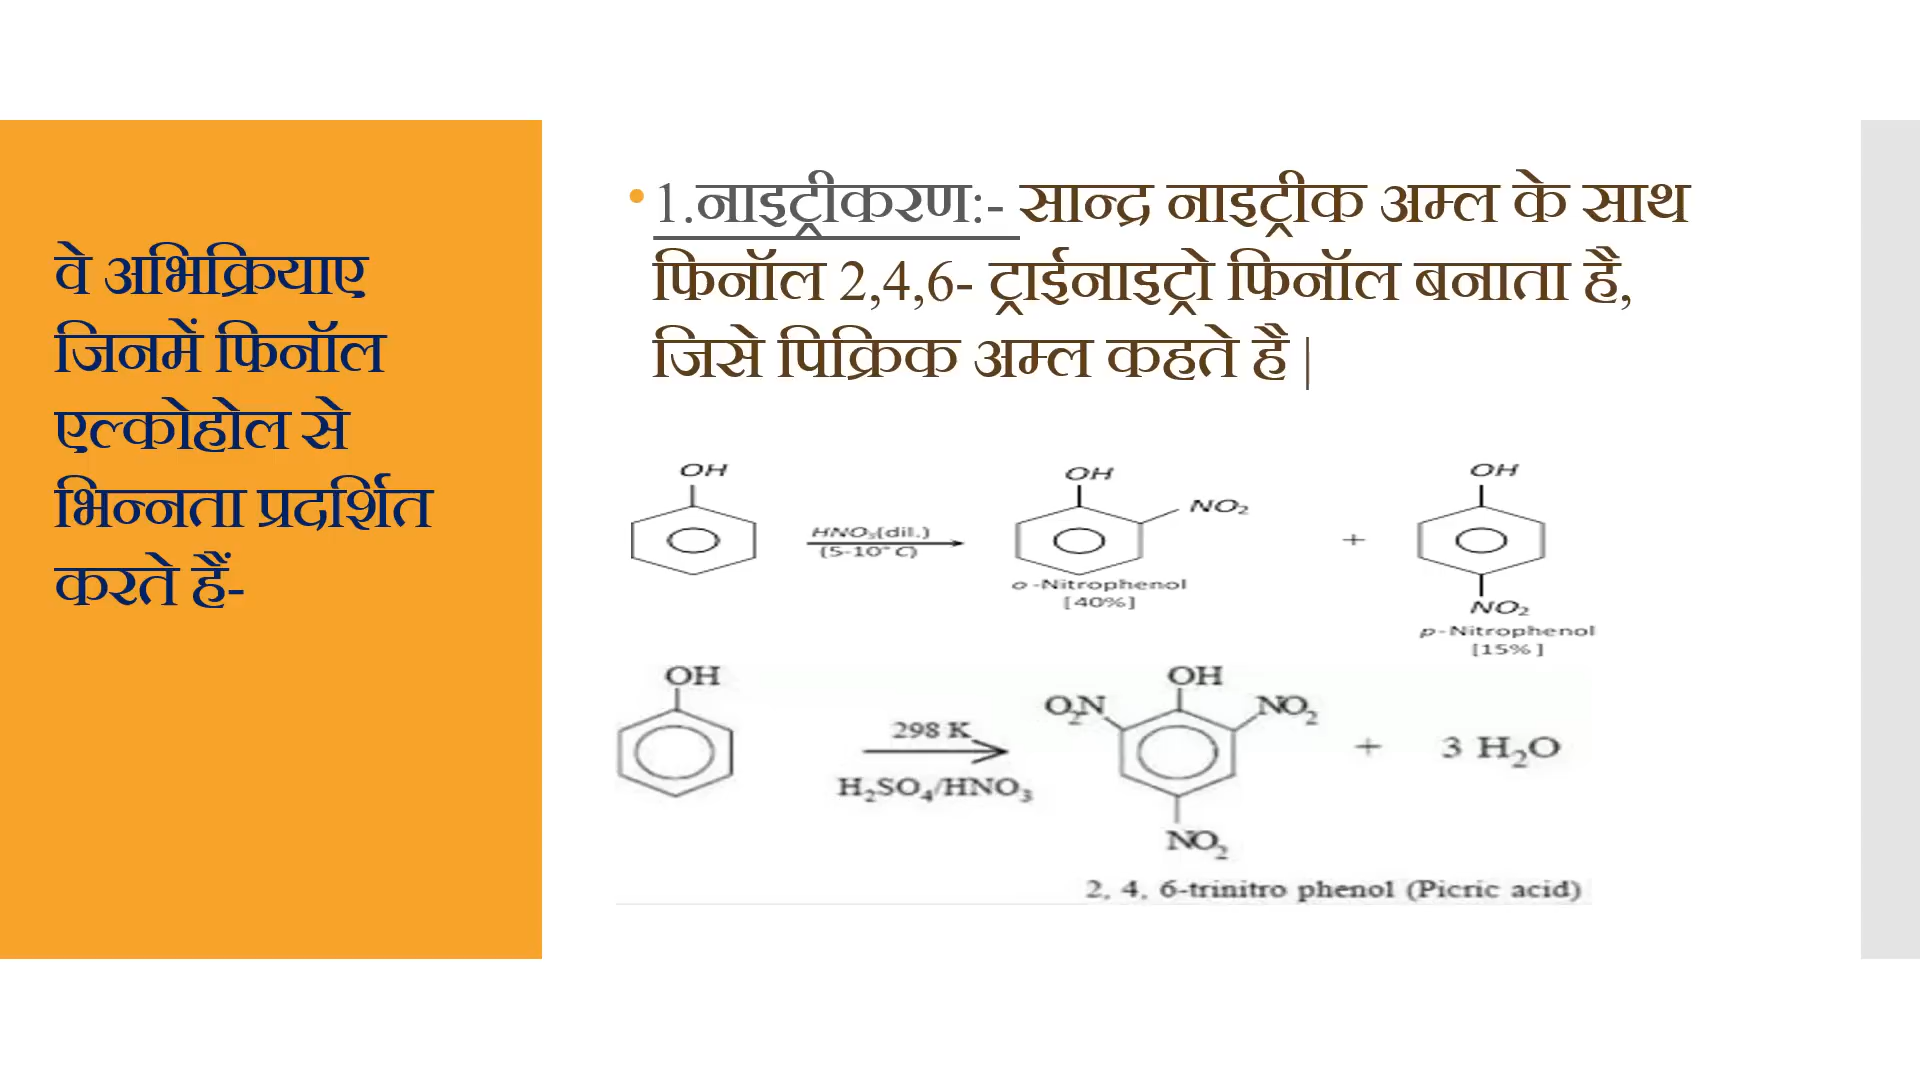 वे अभिक्रियाए
जिनमें फिनॉल
एल्कोहोल से
भिन्नता प्रदर्शित
करते हैं-
• 1.नाइट्रीकरण:- सान्द्र नाइट्रीक अम्ल के साथ
फिनॉल 2,4,6- ट्राईनाइट्रो फिनॉल बनाता है,
जिसे पिक्रिक अम्ल कहते है |
OH OH OH
NO₂
HNO₃(dil.)
(5-10°C)
+
o-Nitrophenol
[40%]
NO₂
p-Nitrophenol
[15%]
OH OH
O₂N NO₂
298 K
+ 3 H₂O
H₂SO₄/HNO₃
NO₂
2, 4, 6-trinitro phenol (Picric acid)